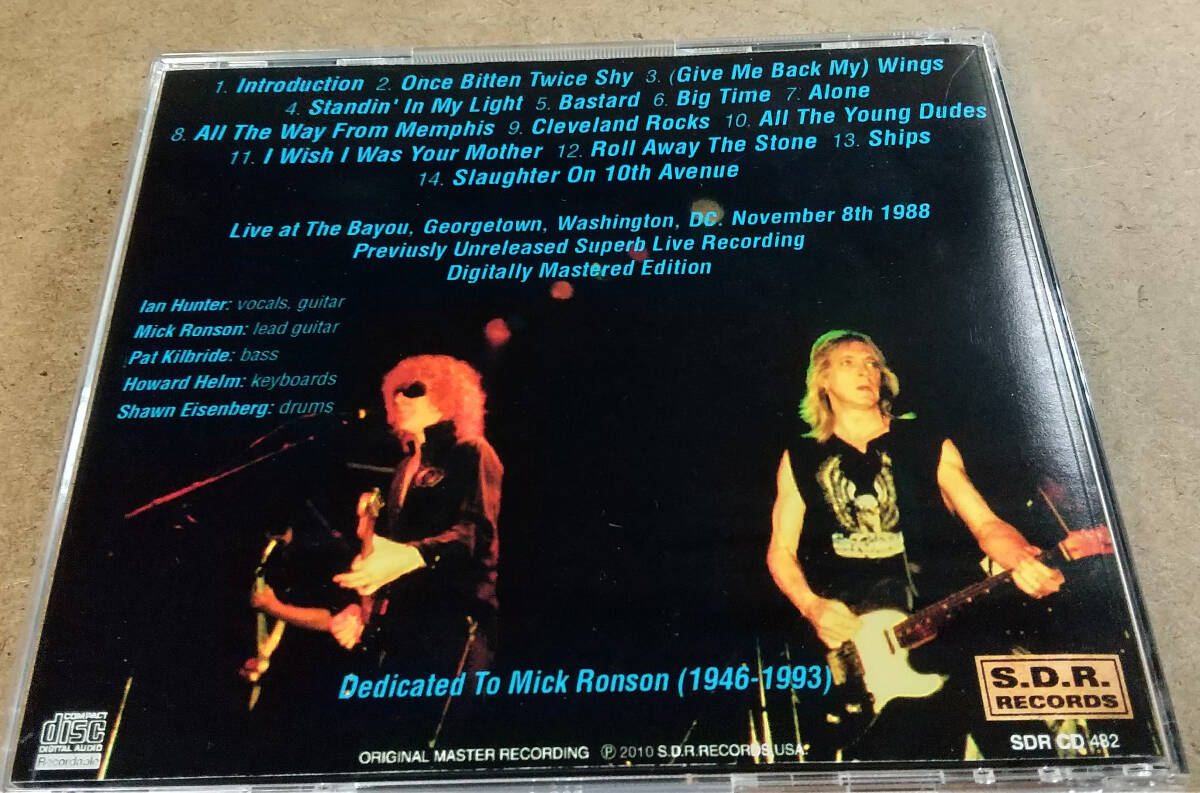 1. Introduction 2. Once Bitten Twice Shy 3. (Give Me Back My) Wings
4. Standin' In My Light 5. Bastard 6. Big Time 7. Alone
8. All The Way From Memphis 9. Cleveland Rocks 10. All The Young Dudes
11. I Wish I Was Your Mother 12. Roll Away The Stone 13. Ships
14. Slaughter On 10th Avenue
Live at The Bayou, Georgetown, Washington, DC. November 8th 1988
Previusly Unreleased Superb Live Recording
Digitally Mastered Edition
Ian Hunter: vocals, guitar
Mick Ronson: lead guitar
Pat Kilbride: bass
Howard Helm: keyboards
Shawn Eisenberg: drums
Dedicated To Mick Ronson (1946-1993)
S.D.R.
RECORDS
COMPACT
disc
DIGITAL AUDIO
Recordable
ORIGINAL MASTER RECORDING ℗ 2010 S.D.R.RECORDS,USA.
SDR CD 482